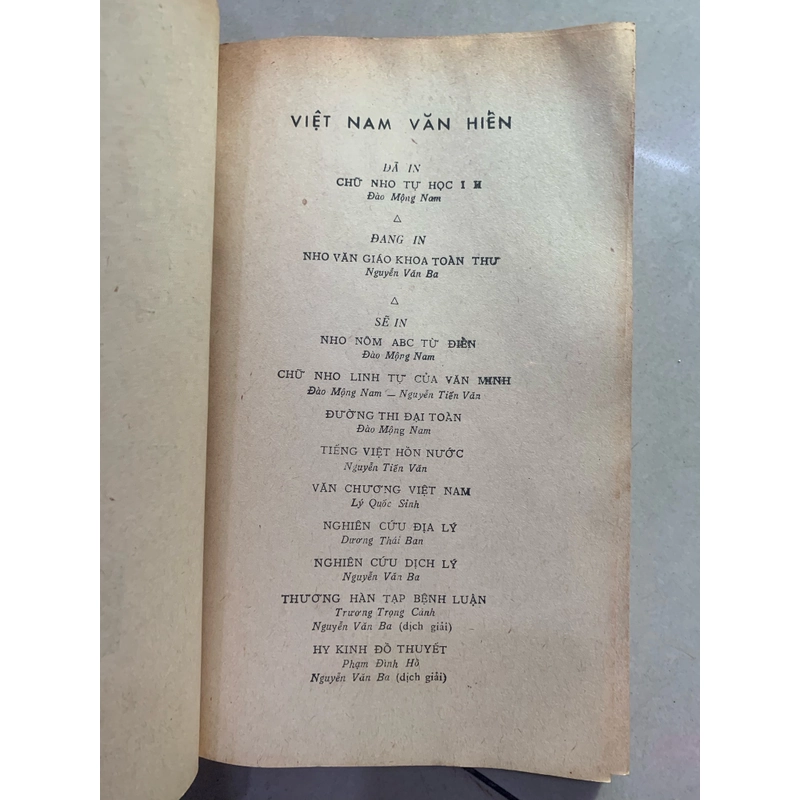 VIỆT NAM VĂN HIẾN
ĐÃ IN
CHỮ NHO TỰ HỌC I II
Đào Mộng Nam
△
ĐANG IN
NHO VĂN GIÁO KHOA TOÀN THƯ
Nguyễn Văn Ba
△
SẼ IN
NHO NÔM ABC TỪ ĐIỂN
Đào Mộng Nam
CHỮ NHO LINH TỰ CỦA VĂN MINH
Đào Mộng Nam — Nguyễn Tiến Văn
ĐƯỜNG THI ĐẠI TOÀN
Đào Mộng Nam
TIẾNG VIỆT HỒN NƯỚC
Nguyễn Tiến Văn
VĂN CHƯƠNG VIỆT NAM
Lý Quốc Sinh
NGHIÊN CỨU ĐỊA LÝ
Dương Thái Ban
NGHIÊN CỨU DỊCH LÝ
Nguyễn Văn Ba
THƯƠNG HÀN TẠP BỆNH LUẬN
Trương Trọng Cảnh
Nguyễn Văn Ba (dịch giải)
HY KINH ĐỒ THUYẾT
Phạm Đình Hồ
Nguyễn Văn Ba (dịch giải)